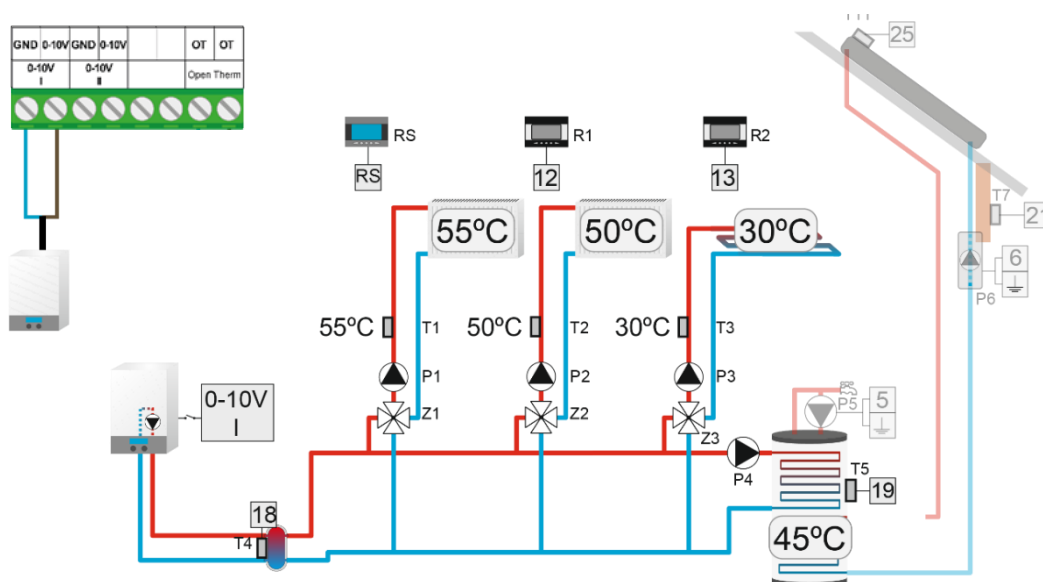 GND 0-10V GND 0-10V OT OT
0-10V I 0-10V II Open Therm
25
RS R1 R2
RS 12 13
T7 21
55ºC 50ºC 30ºC
6
P6
55ºC T1 50ºC T2 30ºC T3
P1 P2 P3
P5 5
0-10V
I
Z1 Z2 Z3
P4
T5 19
18
T4
45ºC